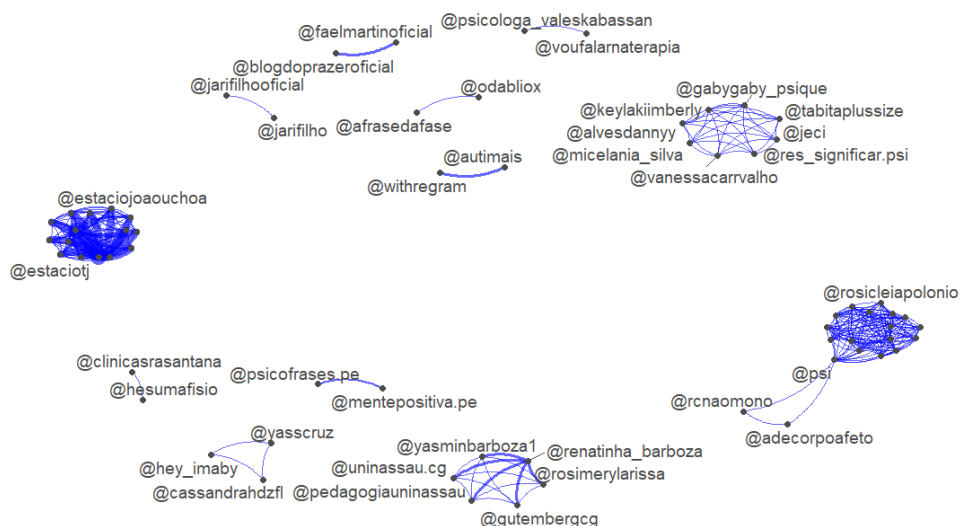 @psicologa_valeskabassan
@faelmartinoficial
@voufalarnaterapia
@blogdoprazeroficial
@jarifilhooficial
@gabygaby_psique
@odabliox
@keylakiimberly
@tabitaplussize
@jarifilho
@afrasedafase
@alvesdannyy
@jeci
@autimais
@micelania_silva
@res_significar.psi
@withregram
@vanessacarrvalho
@estaciojoaouchoa
@estaciotj
@rosicleiapolonio
@clinicasrasantana
@psicofrases.pe
@psi
@hesumafisio
@mentepositiva.pe
@rcnaomono
@yasscruz
@adecorpoafeto
@yasminbarboza1
@renatinha_barboza
@hey_imaby
@uninassau.cg
@rosimerylarissa
@cassandrahdzfl
@pedagogiauninassau
@gutembergcg